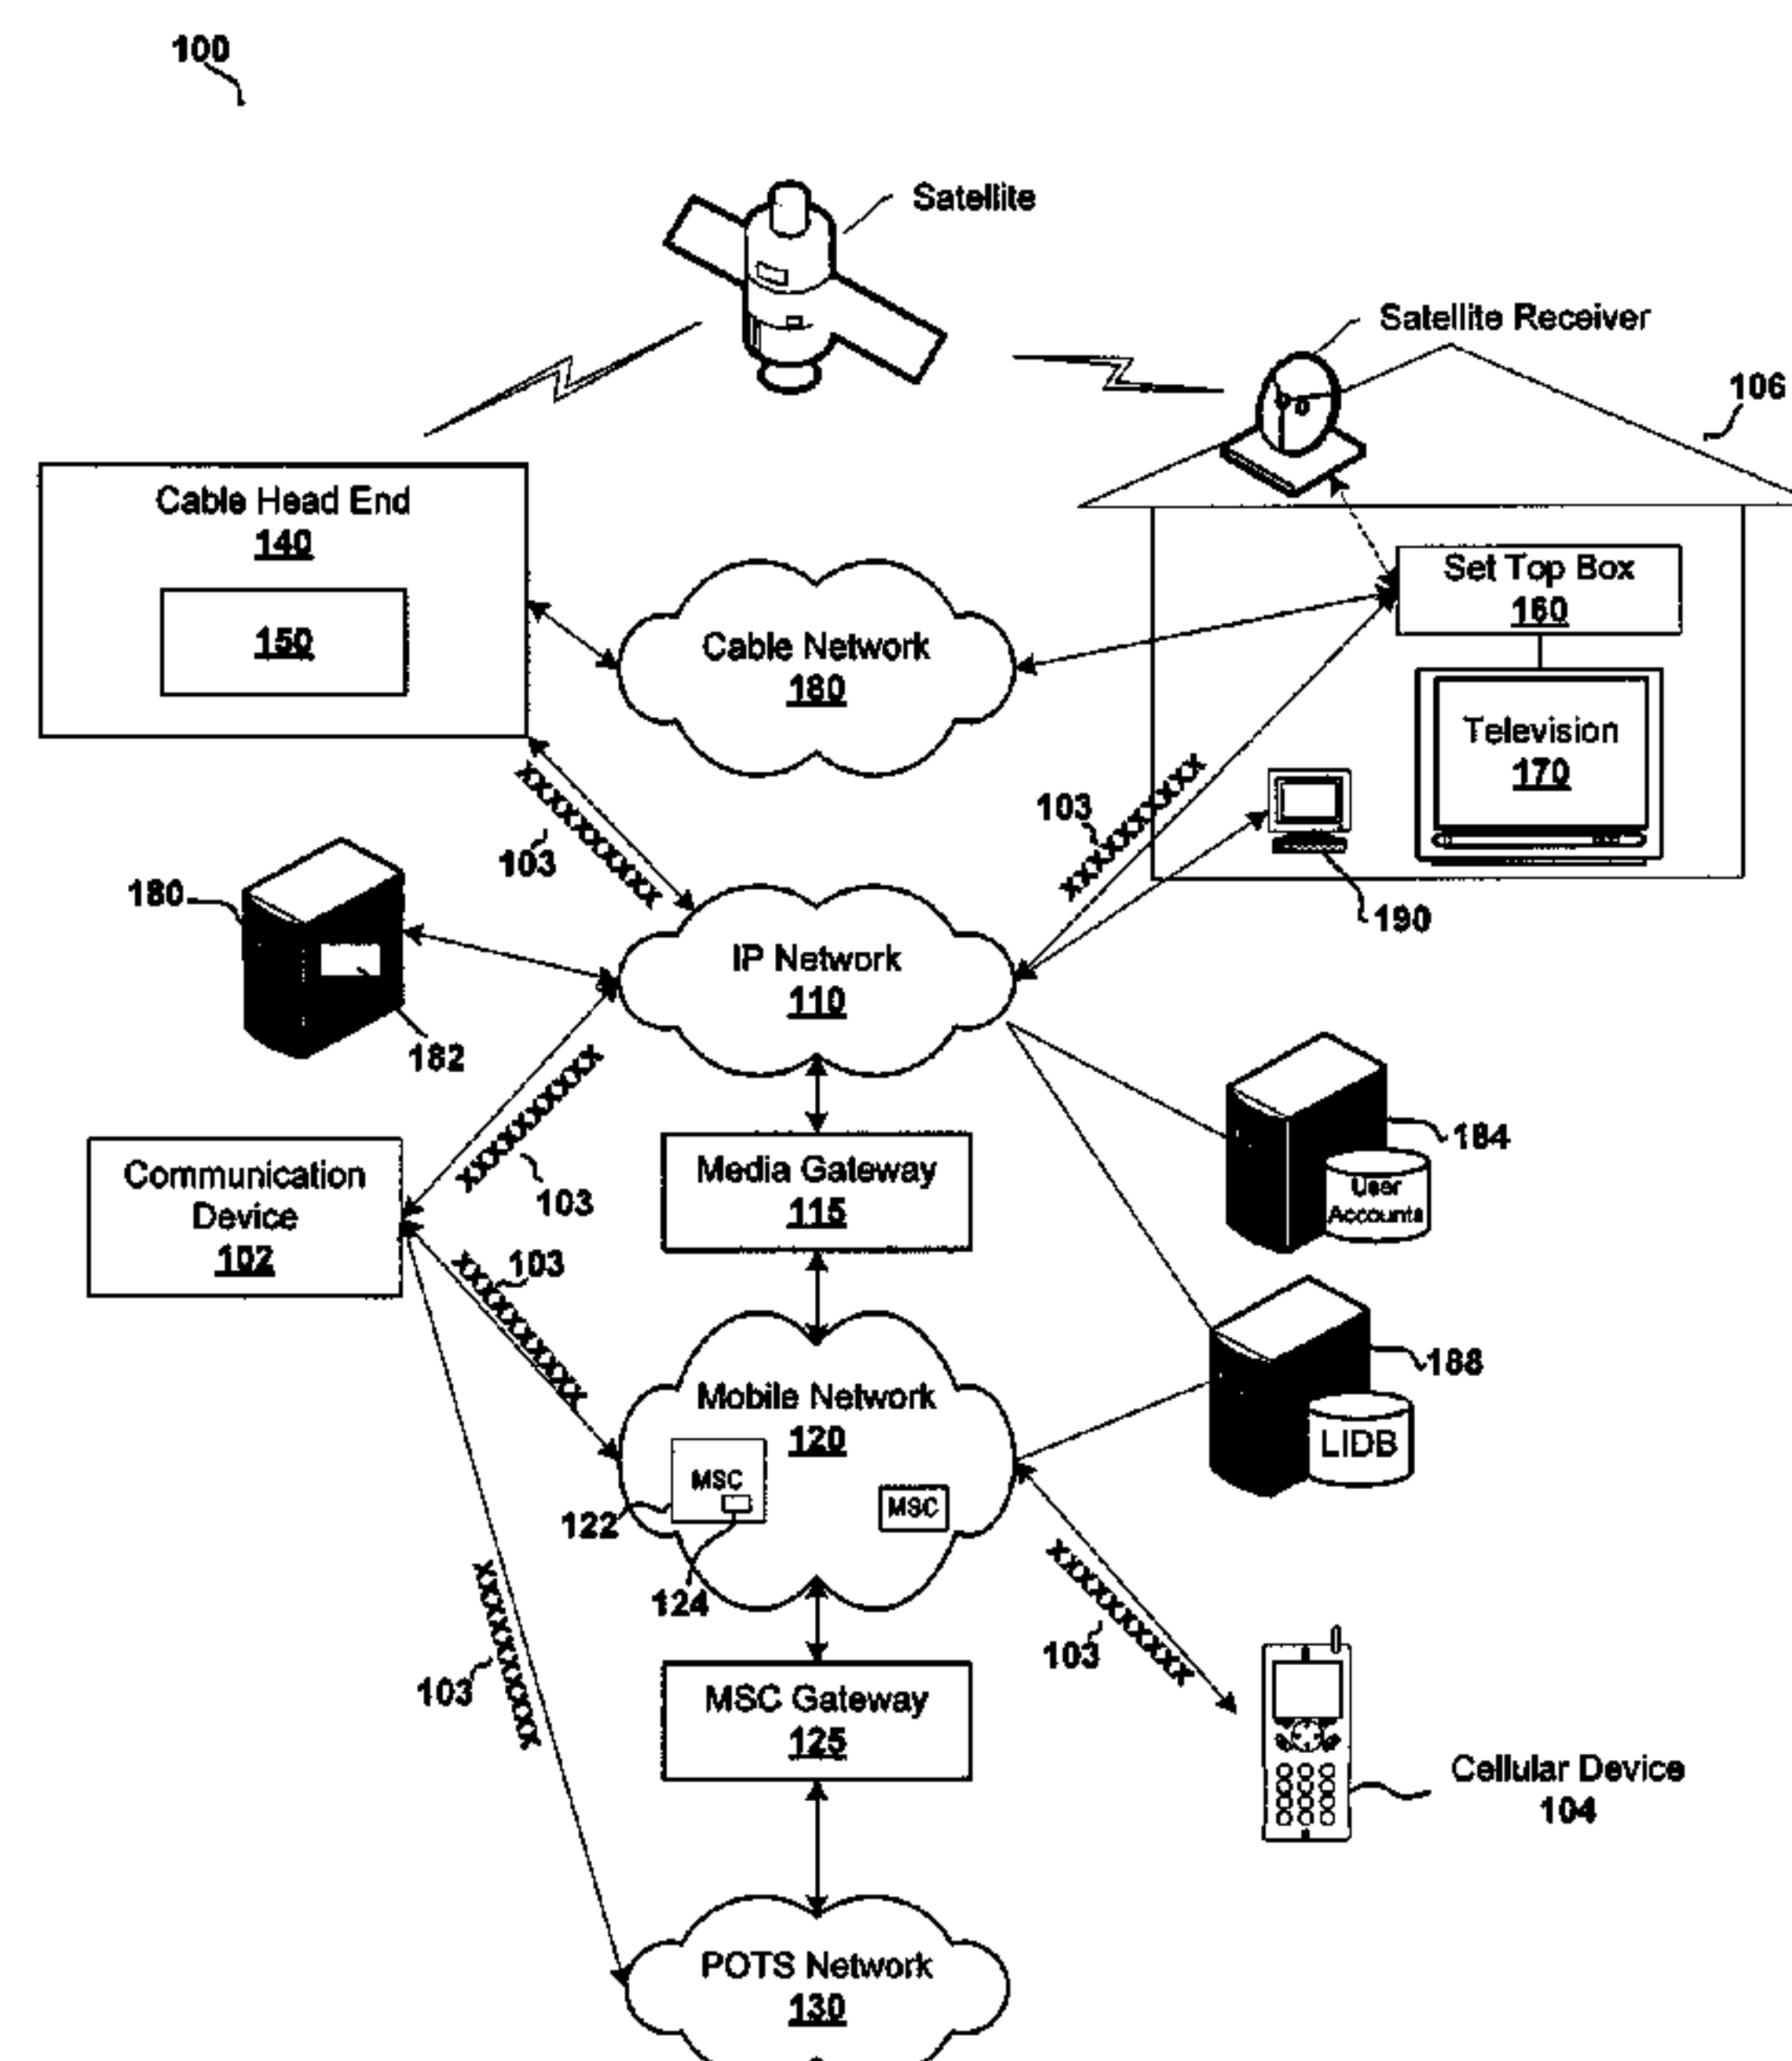 100
Satellite
Satellite Receiver
106
Cable Head End
140
150
Set Top Box
160
Cable Network
180
Television
170
103
XXXXXXXXXX
103
XXXXXXXXXX
180
182
190
IP Network
110
XXXXXXXXXX
103
Communication
Device
102
Media Gateway
115
184
User
Accounts
103
XXXXXXXXXX
188
LIDB
Mobile Network
120
MSC
MSC
122
124
XXXXXXXXXX
103
XXXXXXXXXX
103
MSC Gateway
125
Cellular Device
104
POTS Network
130